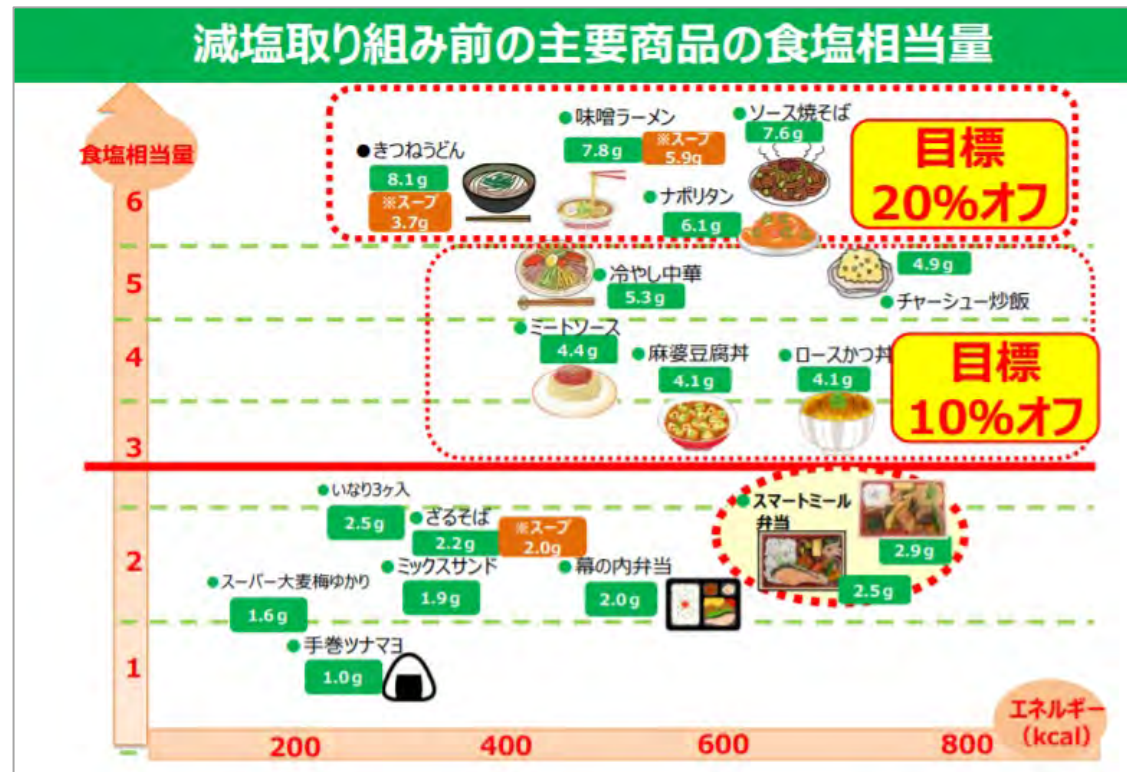 減塩取り組み前の主要商品の食塩相当量
食塩相当量
6
5
4
3
2
1
●きつねうどん
8.1g
※スープ
3.7g
●味噌ラーメン
7.8g
※スープ
5.9g
●ソース焼そば
7.6g
●ナポリタン
6.1g
目標
20%オフ
●冷やし中華
5.3g
4.9g
●チャーシュー炒飯
●ミートソース
4.4g
●麻婆豆腐丼
4.1g
●ロースかつ丼
4.1g
目標
10%オフ
●いなり3ヶ入
2.5g
●ざるそば
2.2g
※スープ
2.0g
●スマートミール
弁当
2.9g
2.5g
●スーパー大麦梅ゆかり
1.6g
●ミックスサンド
1.9g
●幕の内弁当
2.0g
●手巻ツナマヨ
1.0g
エネルギー
(kcal)
200
400
600
800